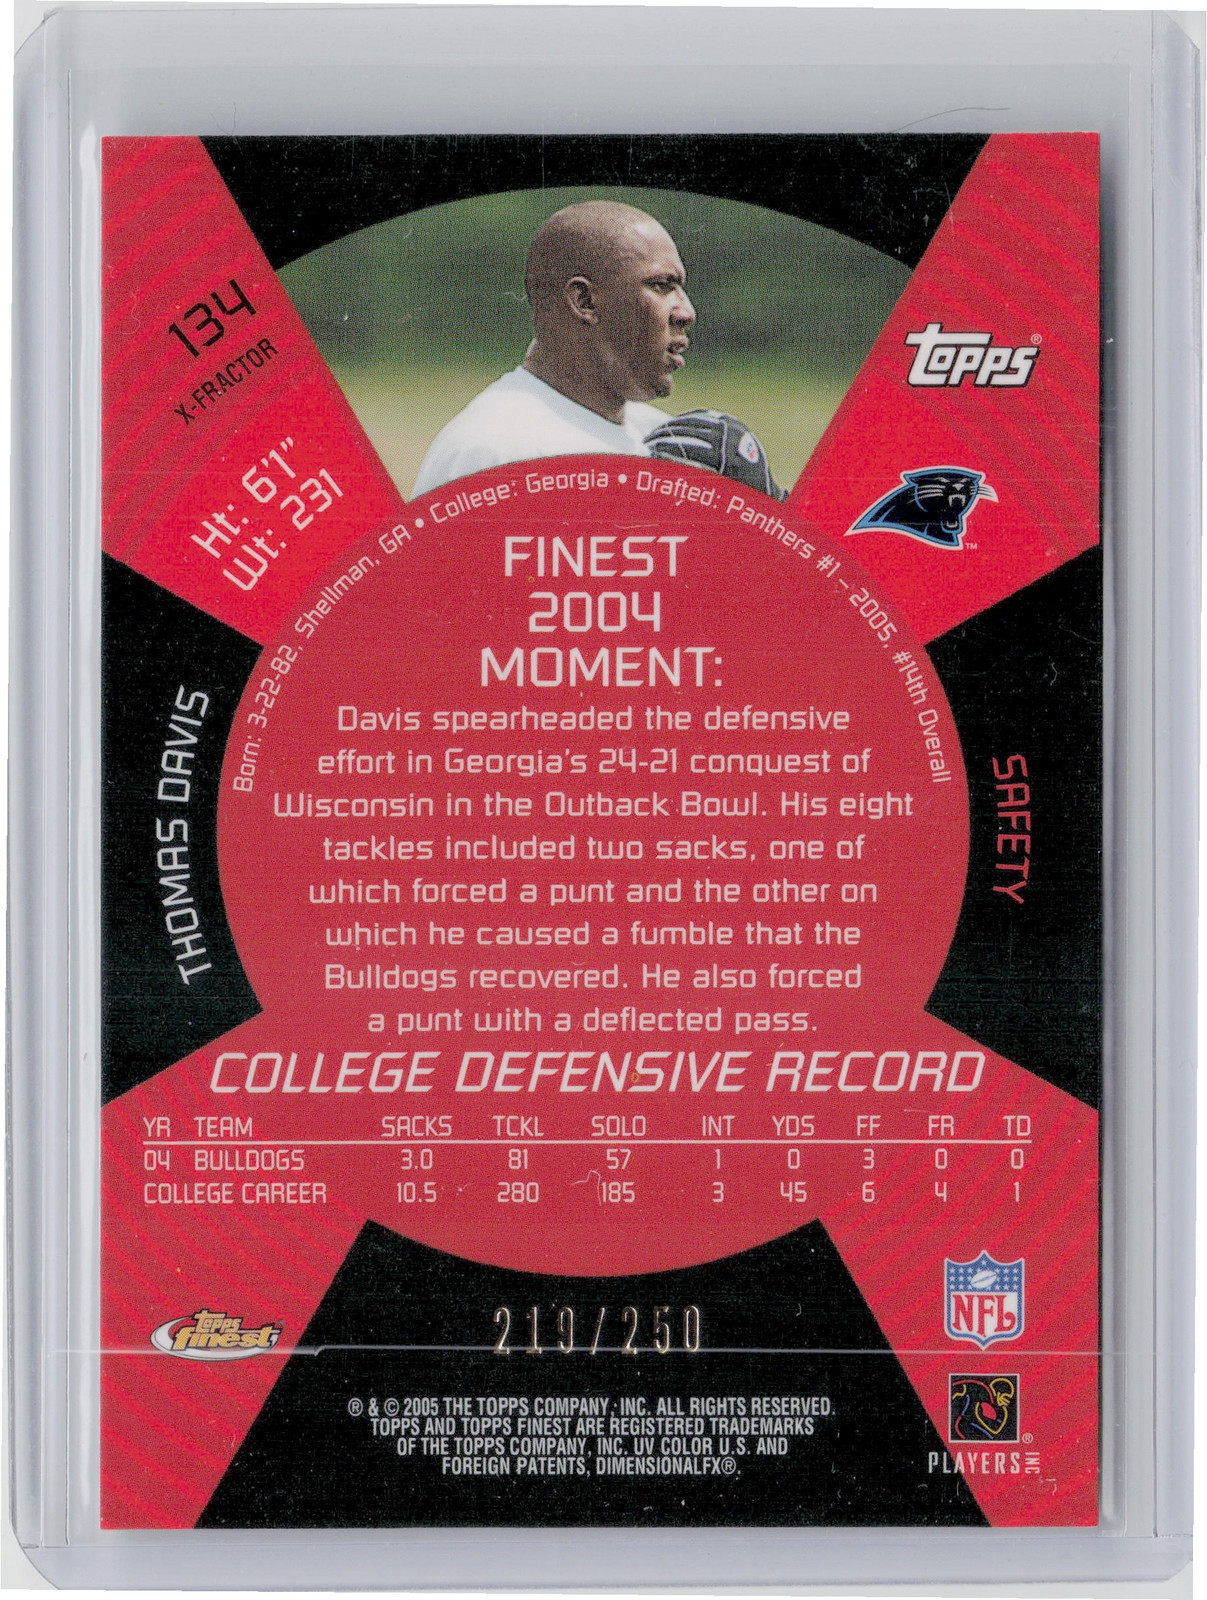 134
X-FRACTOR
TOPPS®
Ht: 6'1"
Wt: 231
TM
Born: 3-22-82, Shellman, GA • College: Georgia • Drafted: Panthers #1 – 2005, #14th Overall
FINEST
2004
MOMENT:
Davis spearheaded the defensive
effort in Georgia's 24-21 conquest of
Wisconsin in the Outback Bowl. His eight
tackles included two sacks, one of
which forced a punt and the other on
which he caused a fumble that the
Bulldogs recovered. He also forced
a punt with a deflected pass.
THOMAS DAVIS
SAFETY
COLLEGE DEFENSIVE RECORD
YR TEAM SACKS TCKL SOLO INT YDS FF FR TD
04 BULLDOGS 3.0 81 57 1 0 3 0 0
COLLEGE CAREER 10.5 280 185 3 45 6 4 1
NFL
219/250
TOPPS
finest
® & © 2005 THE TOPPS COMPANY, INC. ALL RIGHTS RESERVED.
TOPPS AND TOPPS FINEST ARE REGISTERED TRADEMARKS
OF THE TOPPS COMPANY, INC. UV COLOR U.S. AND
FOREIGN PATENTS, DIMENSIONALFX®.
®
PLAYERS INC